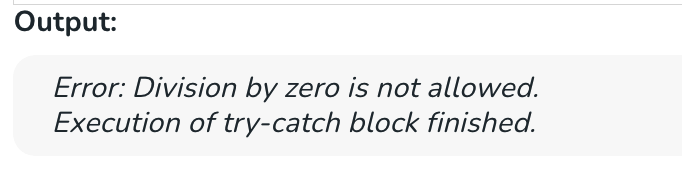 Output:
Error: Division by zero is not allowed.
Execution of try-catch block finished.